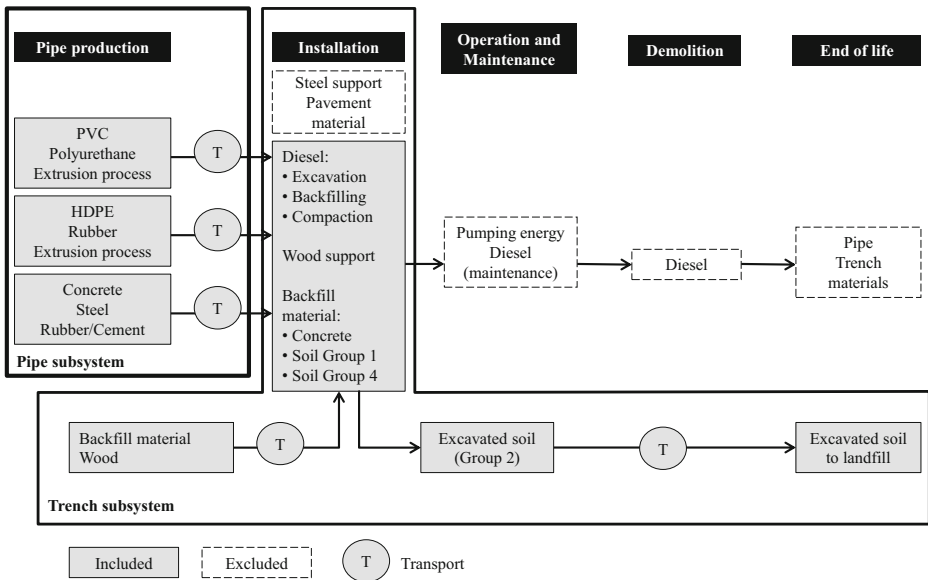 Pipe production
Installation
Operation and
Maintenance
Demolition
End of life
Steel support
Pavement
material
PVC
Polyurethane
Extrusion process
T
HDPE
Rubber
Extrusion process
T
Concrete
Steel
Rubber/Cement
T
Pipe subsystem
Diesel:
• Excavation
• Backfilling
• Compaction
Wood support
Backfill
material:
• Concrete
• Soil Group 1
• Soil Group 4
Pumping energy
Diesel
(maintenance)
Diesel
Pipe
Trench
materials
Backfill material
Wood
T
Excavated soil
(Group 2)
T
Excavated soil
to landfill
Trench subsystem
Included
Excluded
T
Transport